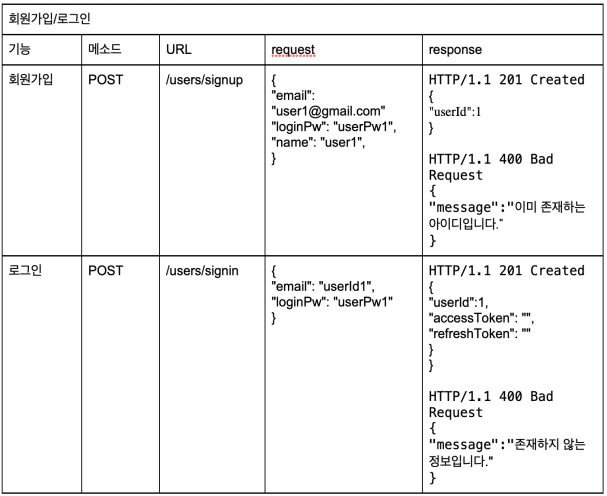 회원가입/로그인
기능 메소드 URL request response
회원가입 POST /users/signup
{
"email":
"user1@gmail.com"
"loginPw": "userPw1",
"name": "user1",
}
HTTP/1.1 201 Created
{
"userId":1
}
HTTP/1.1 400 Bad
Request
{
"message":"이미 존재하는
아이디입니다."
}
로그인 POST /users/signin
{
"email": "userId1",
"loginPw": "userPw1"
}
HTTP/1.1 201 Created
{
"userId":1,
"accessToken": "",
"refreshToken": ""
}
}
HTTP/1.1 400 Bad
Request
{
"message":"존재하지 않는
정보입니다."
}